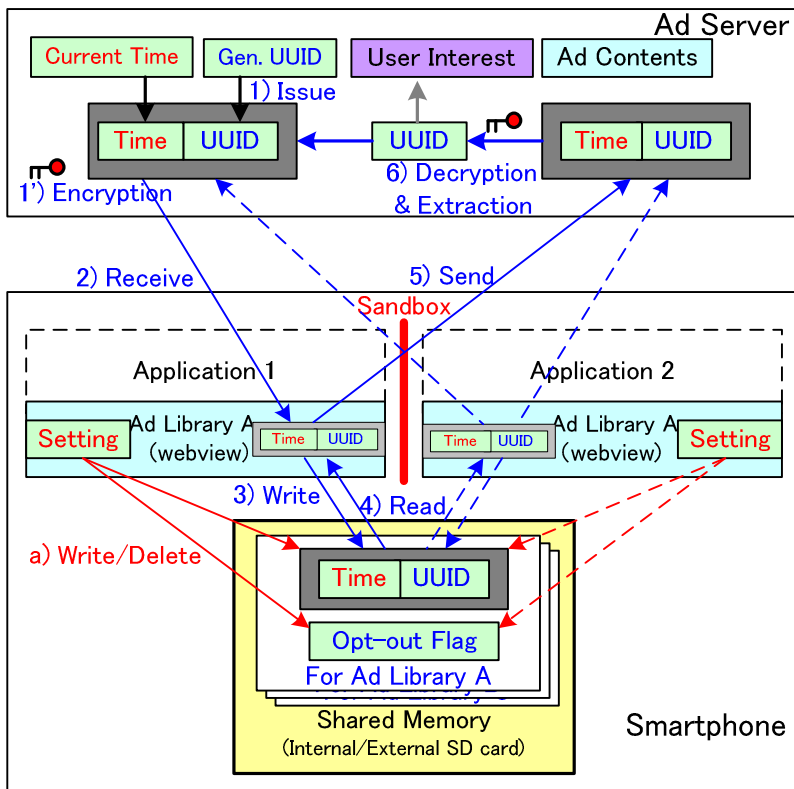 Ad Server
Current Time
Gen. UUID
User Interest
Ad Contents
1) Issue
Time
UUID
UUID
Time
UUID
1') Encryption
6) Decryption
& Extraction
2) Receive
5) Send
Sandbox
Application 1
Application 2
Setting
Ad Library A
(webview)
Time
UUID
Time
UUID
Ad Library A
(webview)
Setting
3) Write
4) Read
a) Write/Delete
Time
UUID
Opt-out Flag
For Ad Library A
Shared Memory
(Internal/External SD card)
Smartphone